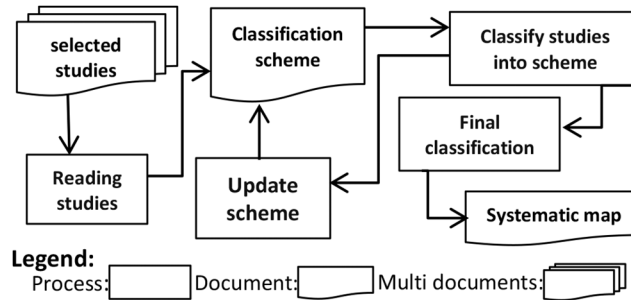 selected
studies
Classification
scheme
Classify studies
into scheme
Reading
studies
Update
scheme
Final
classification
Systematic map
Legend:
Process: Document: Multi documents: